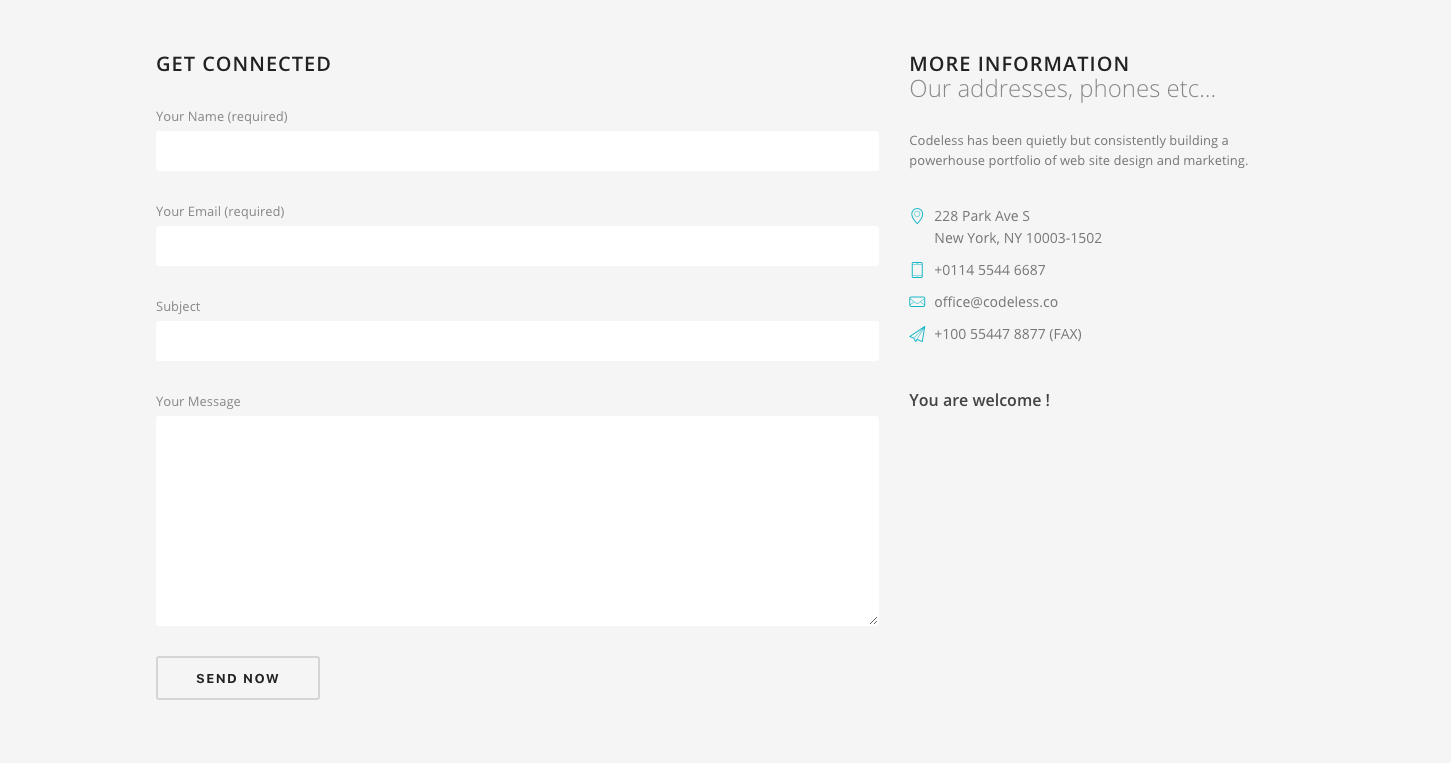 GET CONNECTED
Your Name (required)
Your Email (required)
Subject
Your Message
SEND NOW
MORE INFORMATION
Our addresses, phones etc...
Codeless has been quietly but consistently building a
powerhouse portfolio of web site design and marketing.
228 Park Ave S
New York, NY 10003-1502
+0114 5544 6687
office@codeless.co
+100 55447 8877 (FAX)
You are welcome !